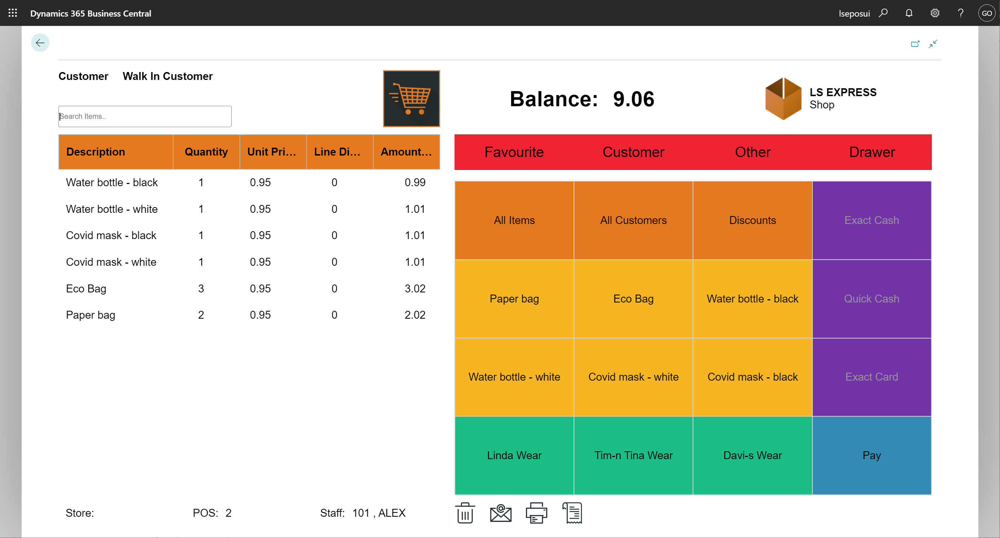 Dynamics 365 Business Central
lseposui
?
GO
Customer Walk In Customer
Search Items..
Balance: 9.06
LS EXPRESS
Shop
Description Quantity Unit Pri... Line Di... Amount...
Water bottle - black 1 0.95 0 0.99
Water bottle - white 1 0.95 0 1.01
Covid mask - black 1 0.95 0 1.01
Covid mask - white 1 0.95 0 1.01
Eco Bag 3 0.95 0 3.02
Paper bag 2 0.95 0 2.02
Favourite Customer Other Drawer
All Items All Customers Discounts Exact Cash
Paper bag Eco Bag Water bottle - black Quick Cash
Water bottle - white Covid mask - white Covid mask - black Exact Card
Linda Wear Tim-n Tina Wear Davi-s Wear Pay
Store: POS: 2 Staff: 101 , ALEX
@